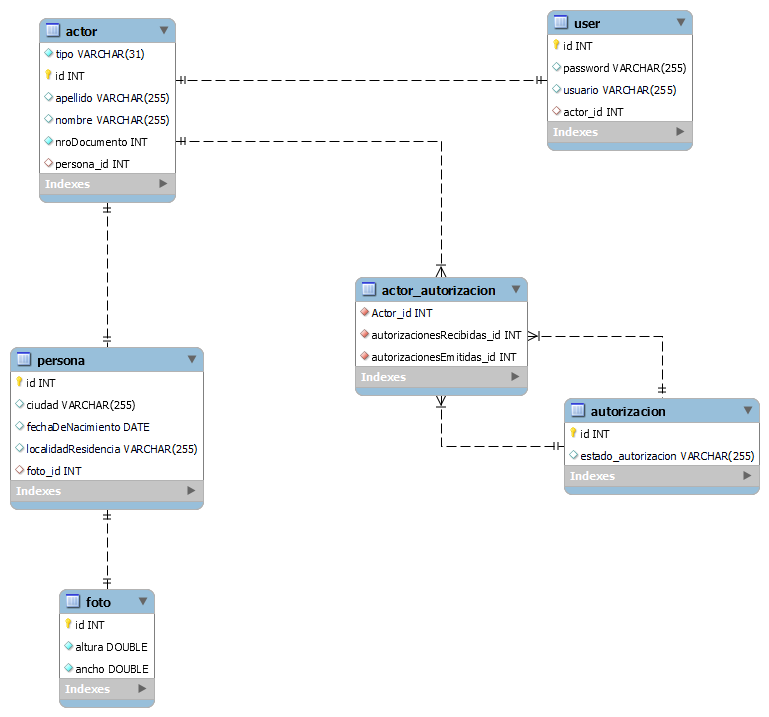 actor
tipo VARCHAR(31)
id INT
apellido VARCHAR(255)
nombre VARCHAR(255)
nroDocumento INT
persona_id INT
Indexes
user
id INT
password VARCHAR(255)
usuario VARCHAR(255)
actor_id INT
Indexes
actor_autorizacion
Actor_id INT
autorizacionesRecibidas_id INT
autorizacionesEmitidas_id INT
Indexes
persona
id INT
ciudad VARCHAR(255)
fechaDeNacimiento DATE
localidadResidencia VARCHAR(255)
foto_id INT
Indexes
autorizacion
id INT
estado_autorizacion VARCHAR(255)
Indexes
foto
id INT
altura DOUBLE
ancho DOUBLE
Indexes